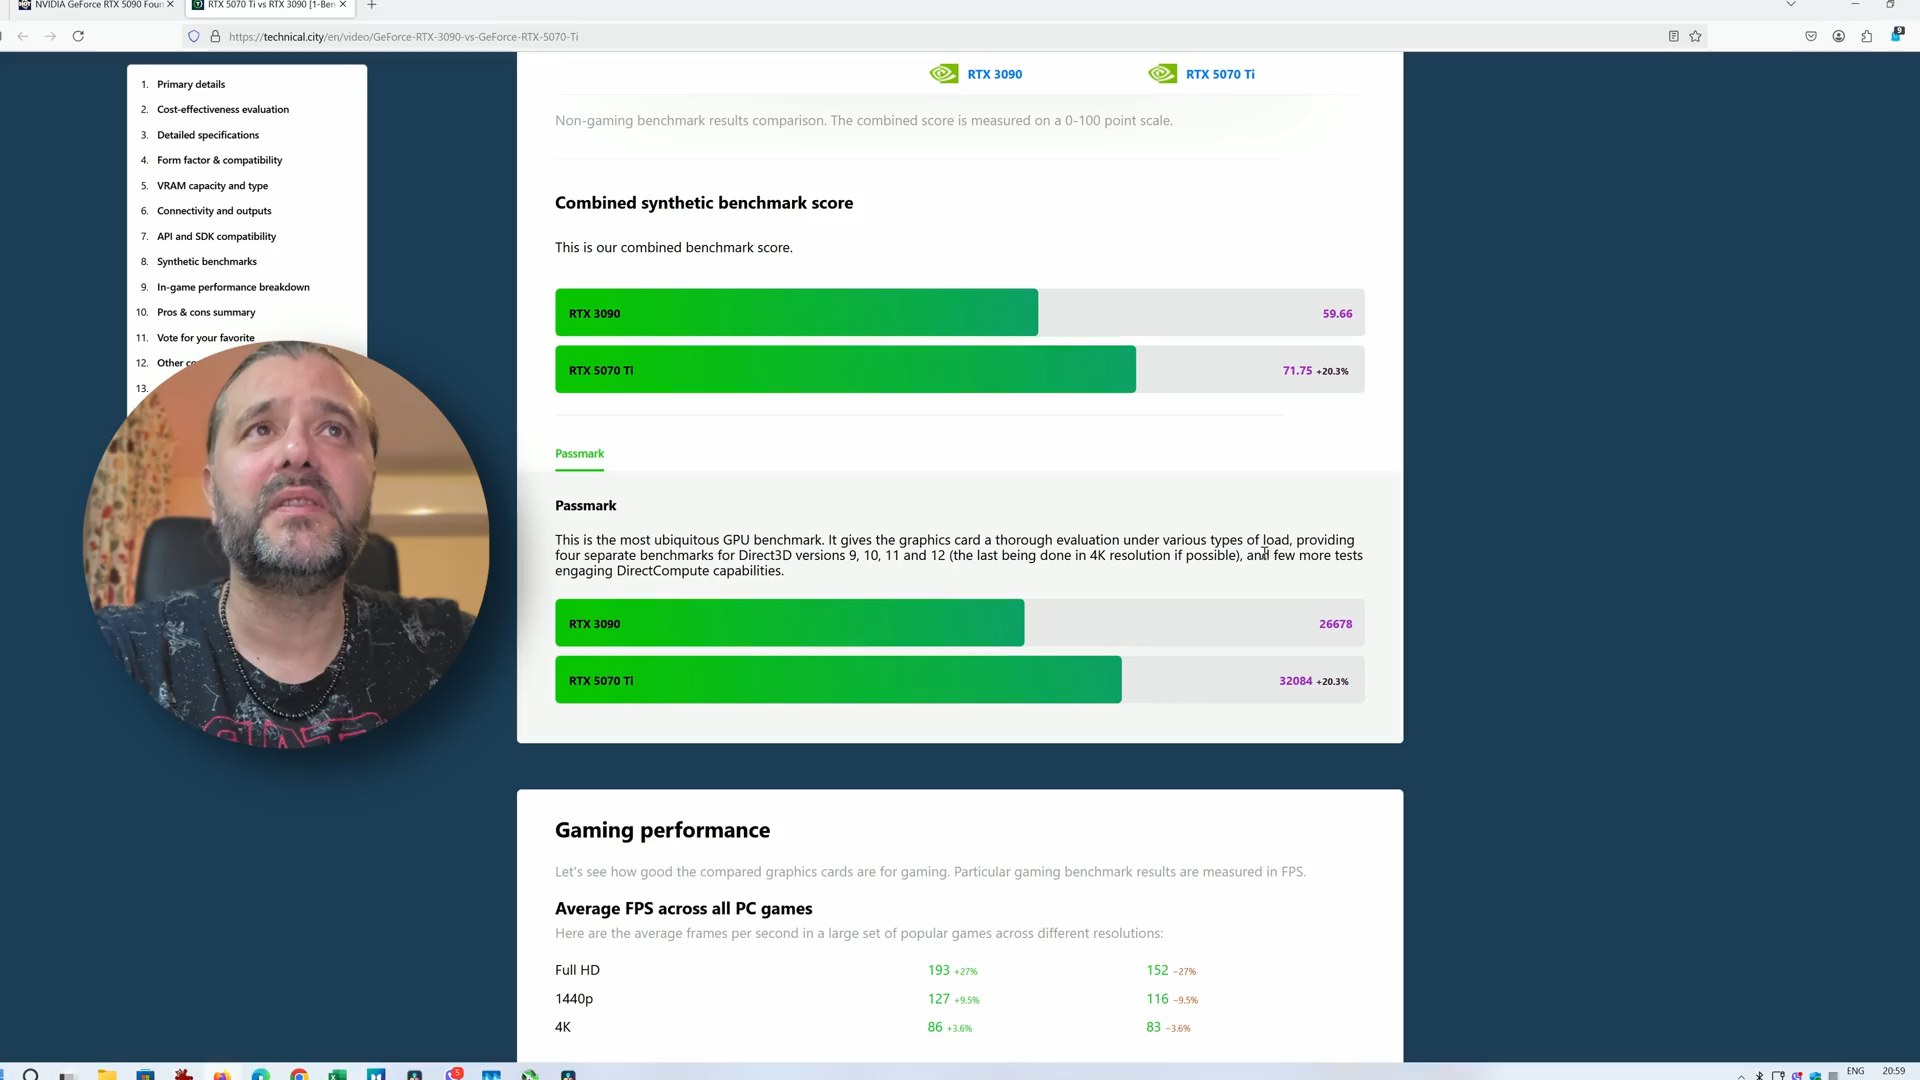 NVIDIA GeForce RTX 5090 Foun
RTX 5070 Ti vs RTX 3090 [1-Ben
https://technical.city/en/video/GeForce-RTX-3090-vs-GeForce-RTX-5070-Ti
9
1. Primary details
2. Cost-effectiveness evaluation
3. Detailed specifications
4. Form factor & compatibility
5. VRAM capacity and type
6. Connectivity and outputs
7. API and SDK compatibility
8. Synthetic benchmarks
9. In-game performance breakdown
10. Pros & cons summary
11. Vote for your favorite
12. Other
13.
RTX 3090 RTX 5070 Ti
Non-gaming benchmark results comparison. The combined score is measured on a 0-100 point scale.
Combined synthetic benchmark score
This is our combined benchmark score.
RTX 3090 59.66
RTX 5070 Ti 71.75 +20.3%
Passmark
Passmark
This is the most ubiquitous GPU benchmark. It gives the graphics card a thorough evaluation under various types of load, providing
four separate benchmarks for Direct3D versions 9, 10, 11 and 12 (the last being done in 4K resolution if possible), and few more tests
engaging DirectCompute capabilities.
RTX 3090 26678
RTX 5070 Ti 32084 +20.3%
Gaming performance
Let's see how good the compared graphics cards are for gaming. Particular gaming benchmark results are measured in FPS.
Average FPS across all PC games
Here are the average frames per second in a large set of popular games across different resolutions:
Full HD 193 +27% 152 −27%
1440p 127 +9.5% 116 −9.5%
4K 86 +3.6% 83 −3.6%
5
ENG 20:59